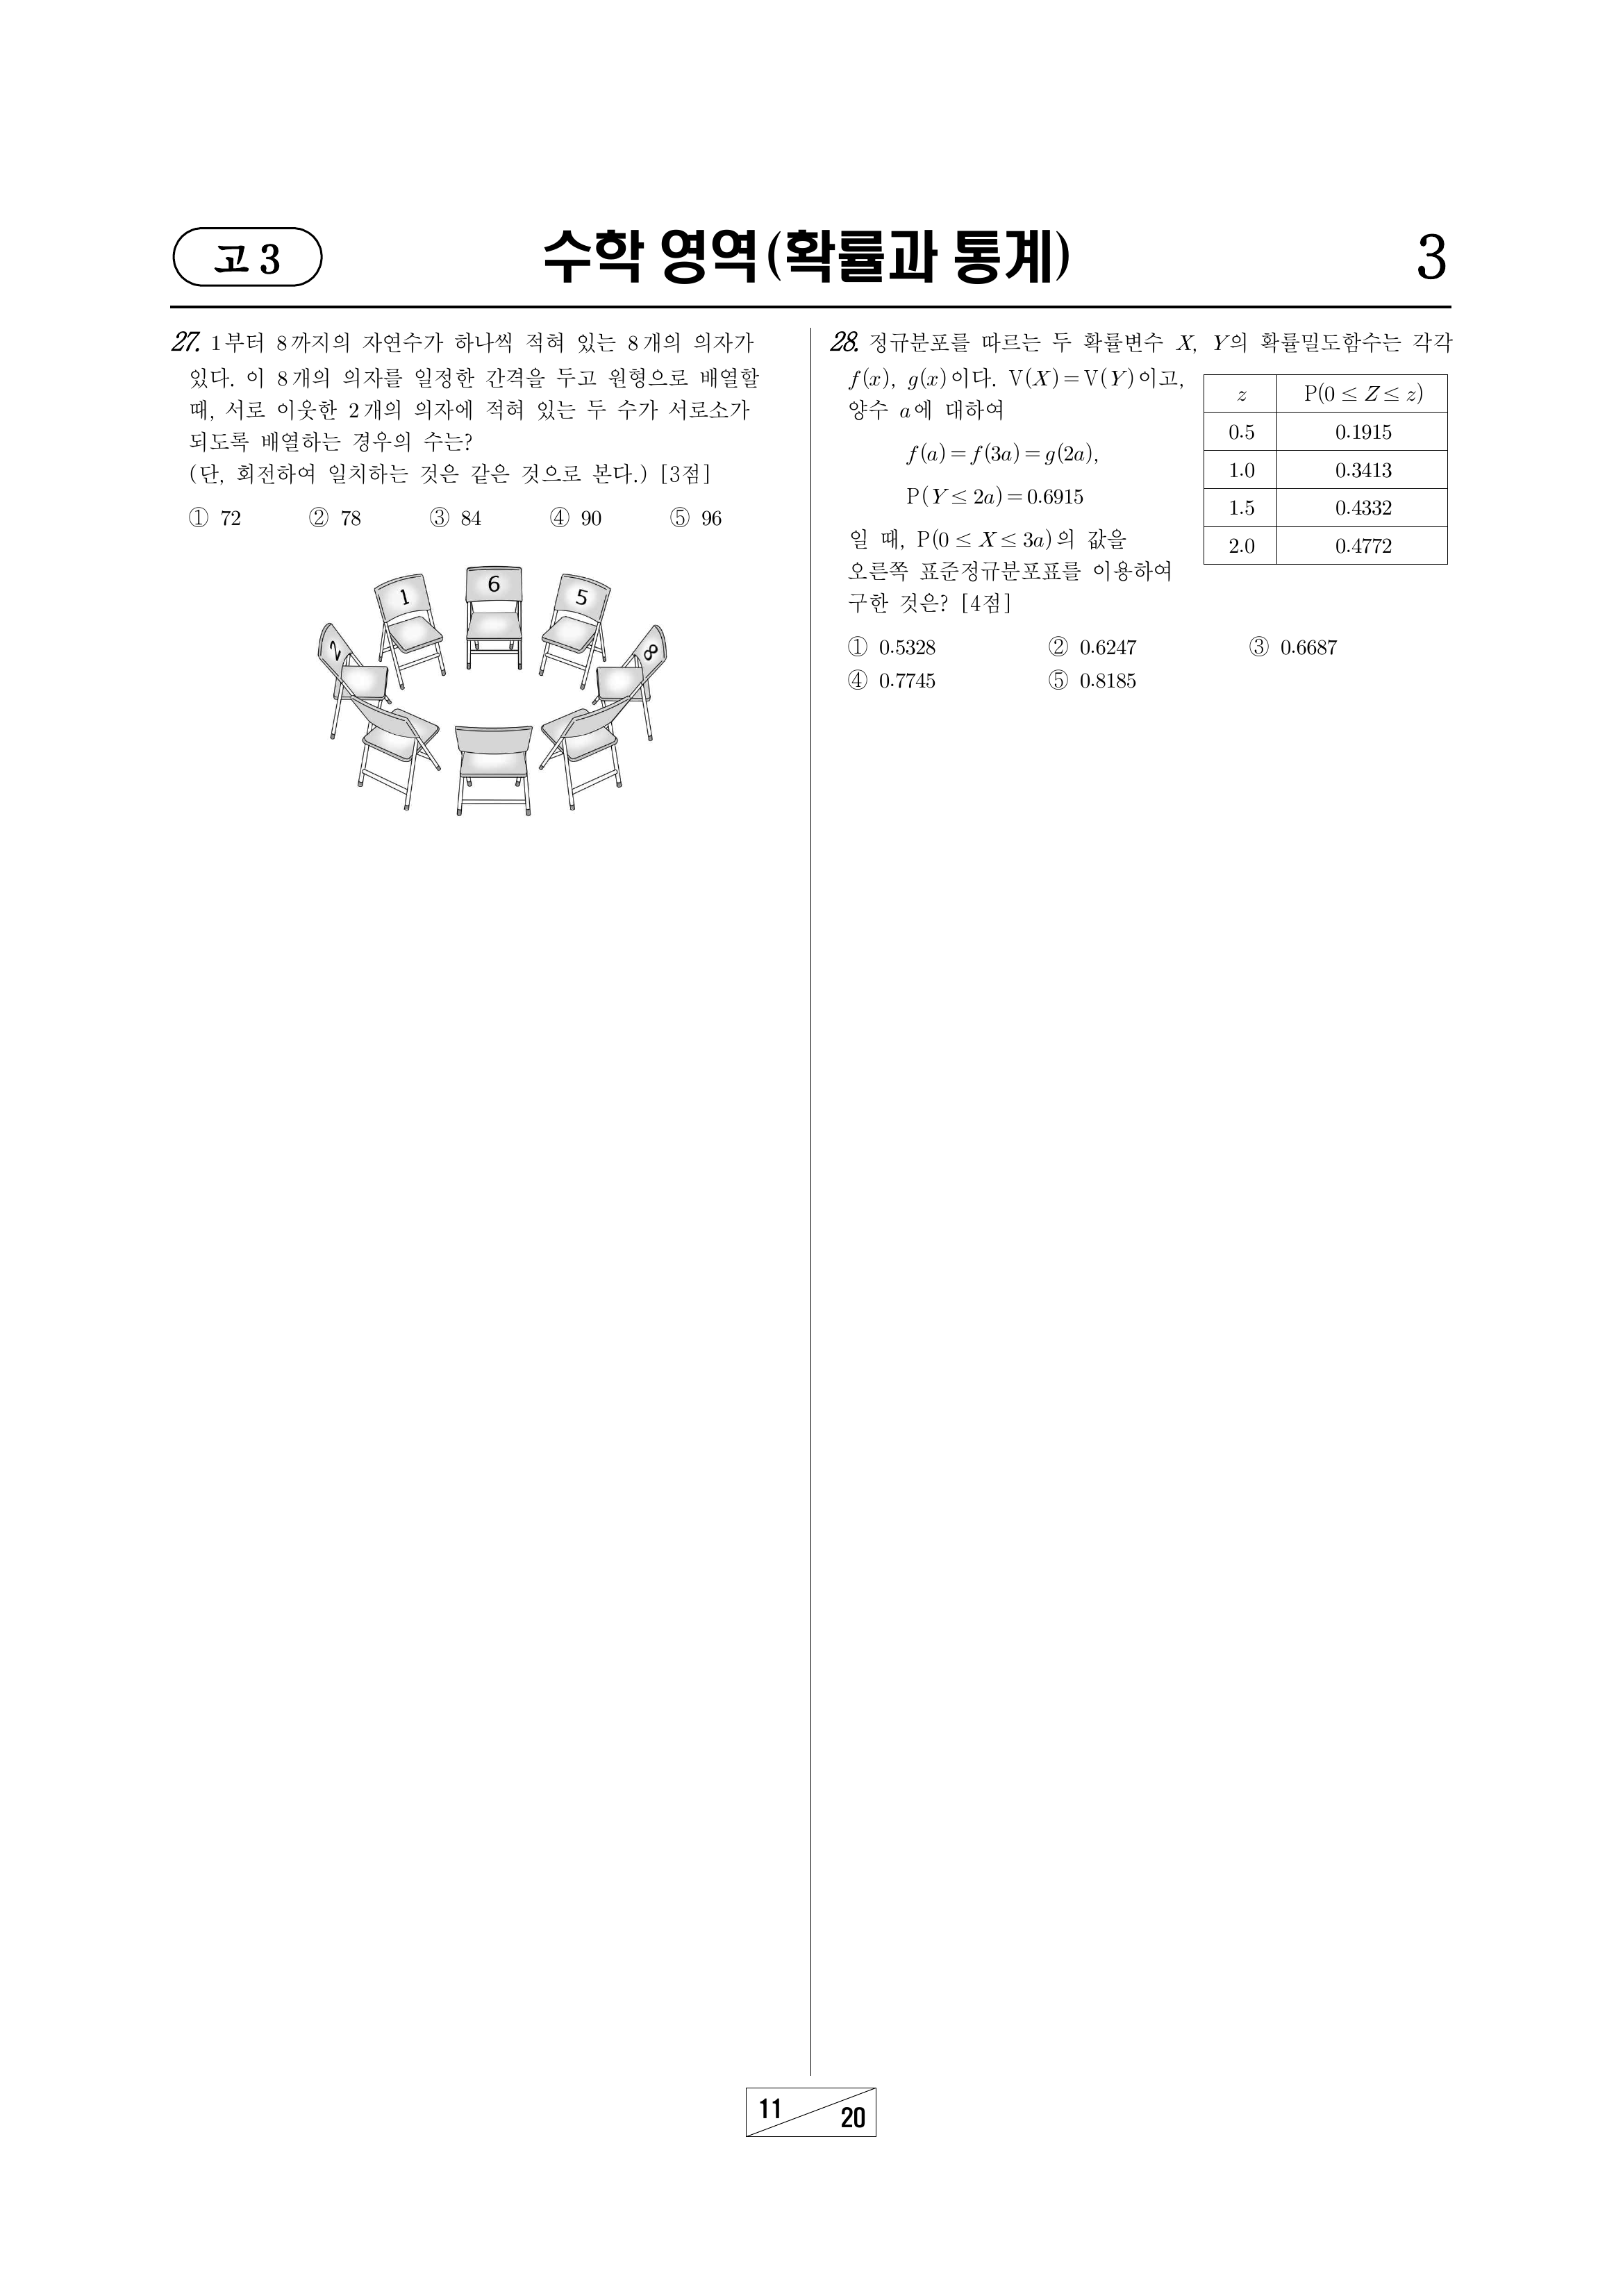 고 3
수학 영역(확률과 통계)
3
27. 1부터 8까지의 자연수가 하나씩 적혀 있는 8개의 의자가
있다. 이 8개의 의자를 일정한 간격을 두고 원형으로 배열할
때, 서로 이웃한 2개의 의자에 적혀 있는 두 수가 서로소가
되도록 배열하는 경우의 수는?
(단, 회전하여 일치하는 것은 같은 것으로 본다.) [3점]
① 72 ② 78 ③ 84 ④ 90 ⑤ 96
2 1 6 5 8
28. 정규분포를 따르는 두 확률변수 X, Y의 확률밀도함수는 각각
f(x), g(x)이다. V(X)=V(Y)이고,
양수 a에 대하여
f(a)=f(3a)=g(2a),
P(Y≤2a)=0.6915
일 때, P(0≤X≤3a)의 값을
오른쪽 표준정규분포표를 이용하여
구한 것은? [4점]
z P(0≤Z≤z)
0.5 0.1915
1.0 0.3413
1.5 0.4332
2.0 0.4772
① 0.5328 ② 0.6247 ③ 0.6687
④ 0.7745 ⑤ 0.8185
11
20